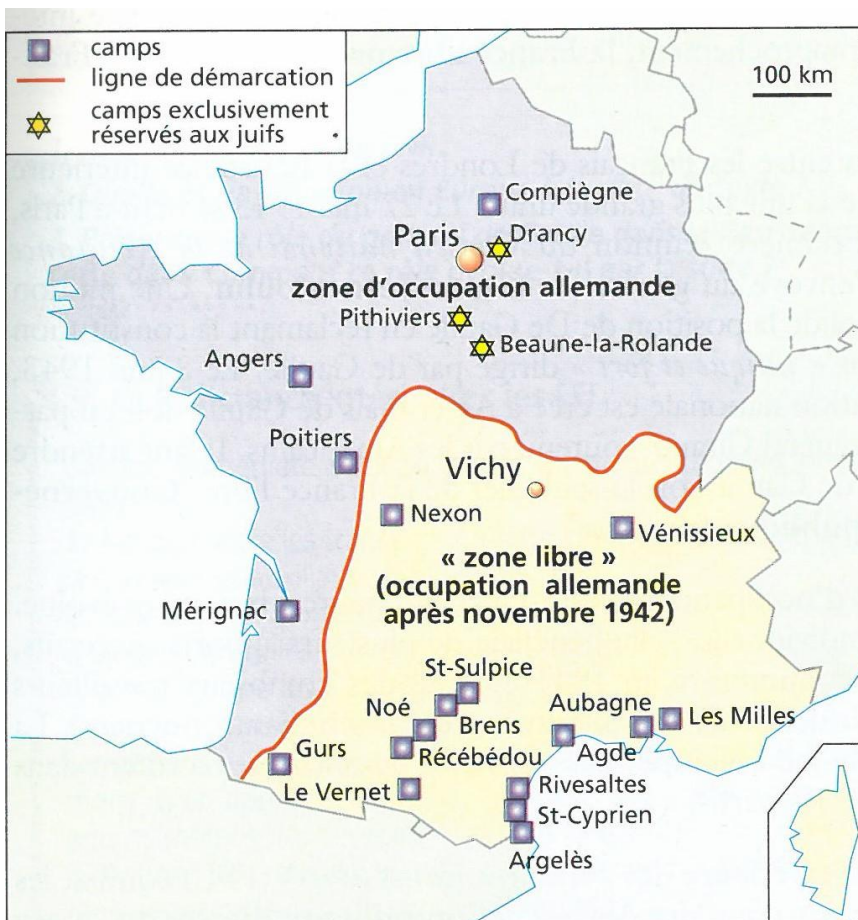 camps
ligne de démarcation
camps exclusivement
réservés aux juifs
100 km
Compiègne
Paris
Drancy
zone d'occupation allemande
Pithiviers
Beaune-la-Rolande
Angers
Poitiers
Vichy
Nexon
Vénissieux
« zone libre »
(occupation allemande
après novembre 1942)
Mérignac
St-Sulpice
Noé
Brens
Aubagne
Les Milles
Gurs
Récébédou
Agde
Le Vernet
Rivesaltes
St-Cyprien
Argelès